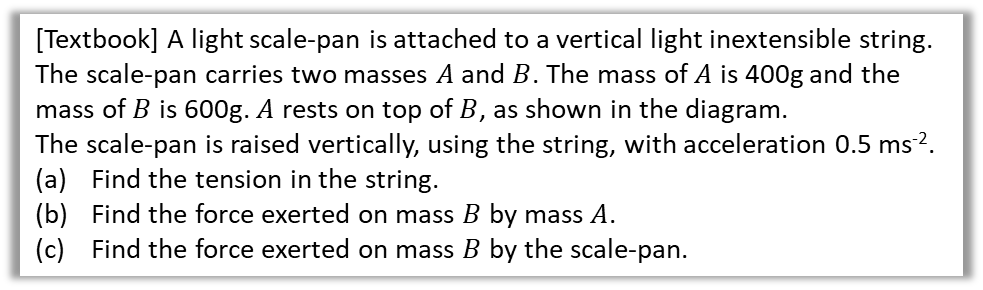 [Textbook] A light scale-pan is attached to a vertical light inextensible string.
The scale-pan carries two masses A and B. The mass of A is 400g and the
mass of B is 600g. A rests on top of B, as shown in the diagram.
The scale-pan is raised vertically, using the string, with acceleration 0.5 ms⁻².
(a) Find the tension in the string.
(b) Find the force exerted on mass B by mass A.
(c) Find the force exerted on mass B by the scale-pan.